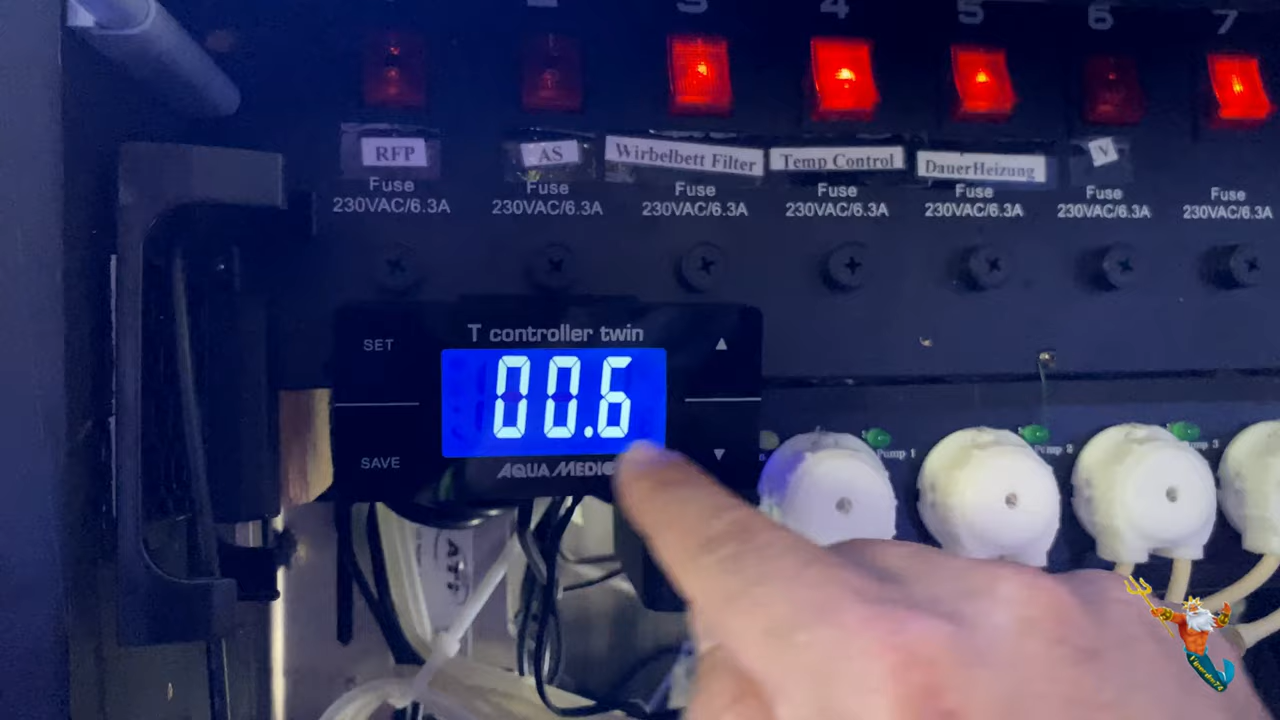 3 4 5 6 7
RFP AS Wirbelbett Filter Temp Control DauerHeizung V
Fuse Fuse Fuse Fuse Fuse Fuse Fuse
230VAC/6.3A 230VAC/6.3A 230VAC/6.3A 230VAC/6.3A 230VAC/6.3A 230VAC/6.3A 230VAC/6.3A
T controller twin
SET
00.6
SAVE
AQUA MEDIC
Pump 1 Pump 2 Pump 3